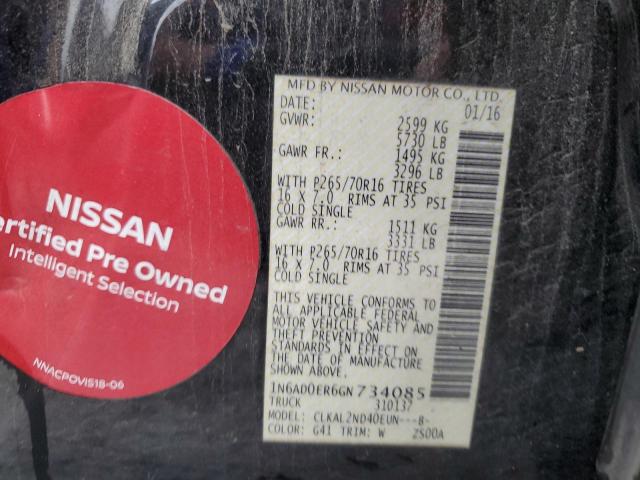 NISSAN
Certified Pre Owned
Intelligent Selection
NNACPOVIS18-06
MFD BY NISSAN MOTOR CO., LTD.
DATE: 01/16
GVWR: 2599 KG
5730 LB
GAWR FR.: 1495 KG
3296 LB
WITH P265/70R16 TIRES
16 X 7.0 RIMS AT 35 PSI
COLD SINGLE
GAWR RR.: 1511 KG
3331 LB
WITH P265/70R16 TIRES
16 X 7.0 RIMS AT 35 PSI
COLD SINGLE
THIS VEHICLE CONFORMS TO
ALL APPLICABLE FEDERAL
MOTOR VEHICLE SAFETY AND
THEFT PREVENTION
STANDARDS IN EFFECT ON
THE DATE OF MANUFACTURE
SHOWN ABOVE.
1N6AD0ER6GN734085
TRUCK 310137
MODEL: CLKAL2ND40EUN---B-
COLOR: G41 TRIM: W 2S00A